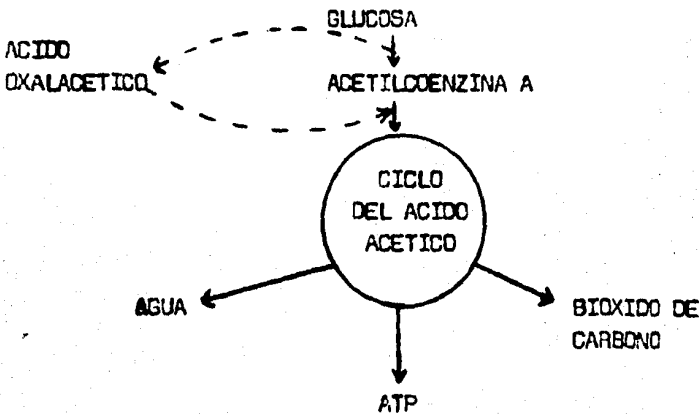 GLUCOSA
ACIDO
OXALACETICO
ACETILCOENZINA A
CICLO
DEL ACIDO
ACETICO
AGUA
BIOXIDO DE
CARBONO
ATP